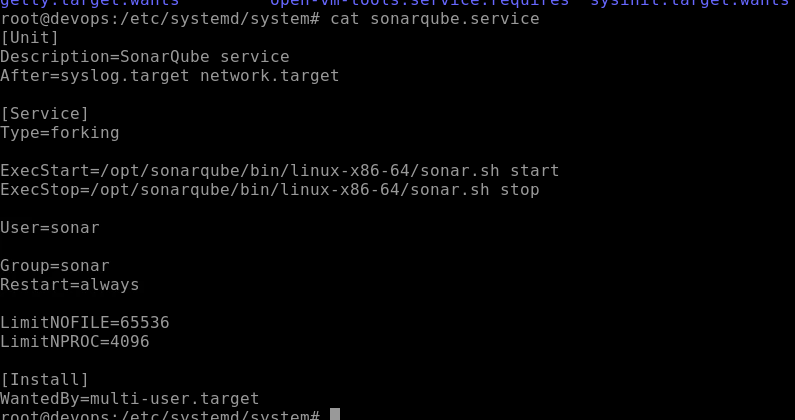 getty.target.wants open-vm-tools.service.requires sysinit.target.wants
root@devops:/etc/systemd/system# cat sonarqube.service
[Unit]
Description=SonarQube service
After=syslog.target network.target
[Service]
Type=forking
ExecStart=/opt/sonarqube/bin/linux-x86-64/sonar.sh start
ExecStop=/opt/sonarqube/bin/linux-x86-64/sonar.sh stop
User=sonar
Group=sonar
Restart=always
LimitNOFILE=65536
LimitNPROC=4096
[Install]
WantedBy=multi-user.target
root@devops:/etc/systemd/system#